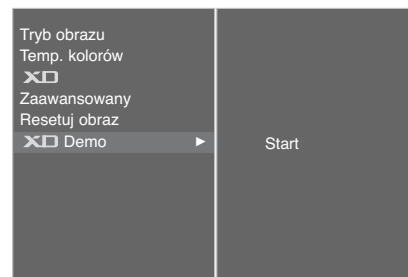 Tryb obrazu
Temp. kolorów
XD
Zaawansowany
Resetuj obraz
XD Demo ►
Start